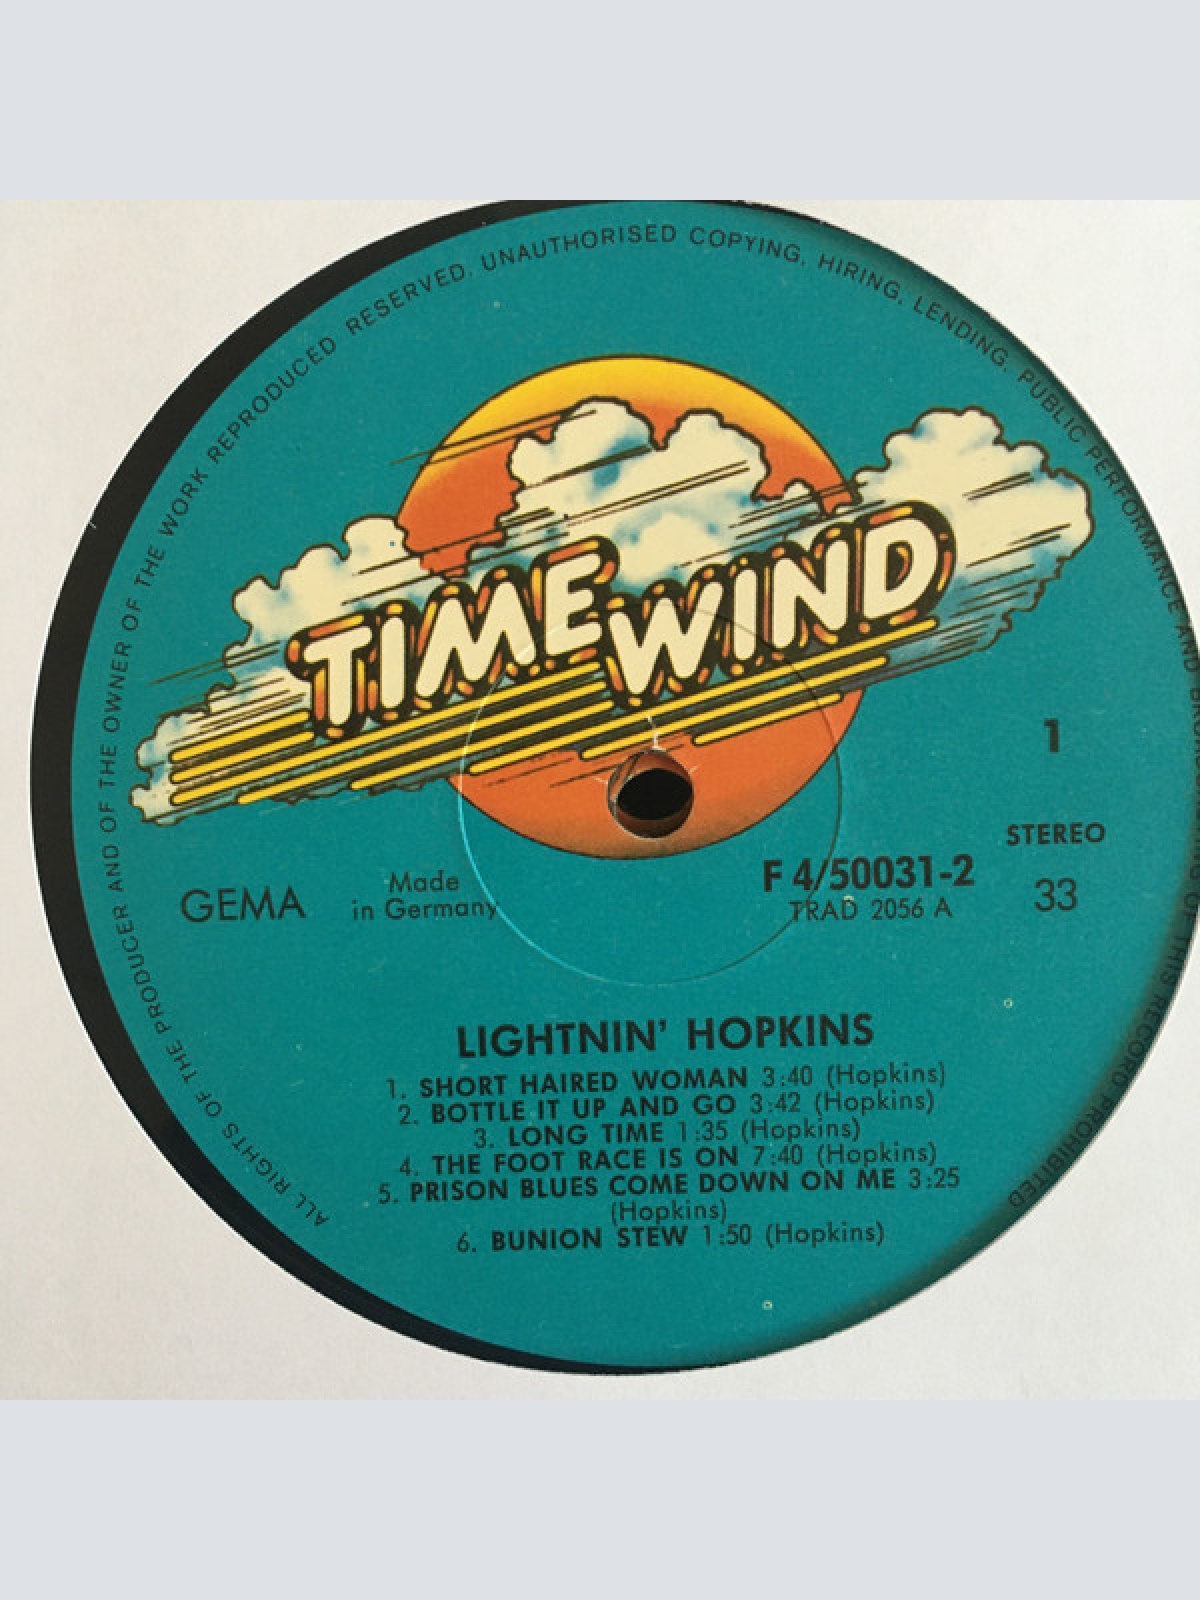 ALL RIGHTS OF THE PRODUCER AND OF THE OWNER OF THE WORK REPRODUCED RESERVED. UNAUTHORISED COPYING, HIRING, LENDING, PUBLIC PERFORMANCE AND OF THIS RECORD PROHIBITED
TIME WIND
1
STEREO
33
F 4/50031-2
TRAD 2056 A
GEMA
Made
in Germany
LIGHTNIN' HOPKINS
1. SHORT HAIRED WOMAN 3:40 (Hopkins)
2. BOTTLE IT UP AND GO 3:42 (Hopkins)
3. LONG TIME 1:35 (Hopkins)
4. THE FOOT RACE IS ON 7:40 (Hopkins)
5. PRISON BLUES COME DOWN ON ME 3:25
(Hopkins)
6. BUNION STEW 1:50 (Hopkins)